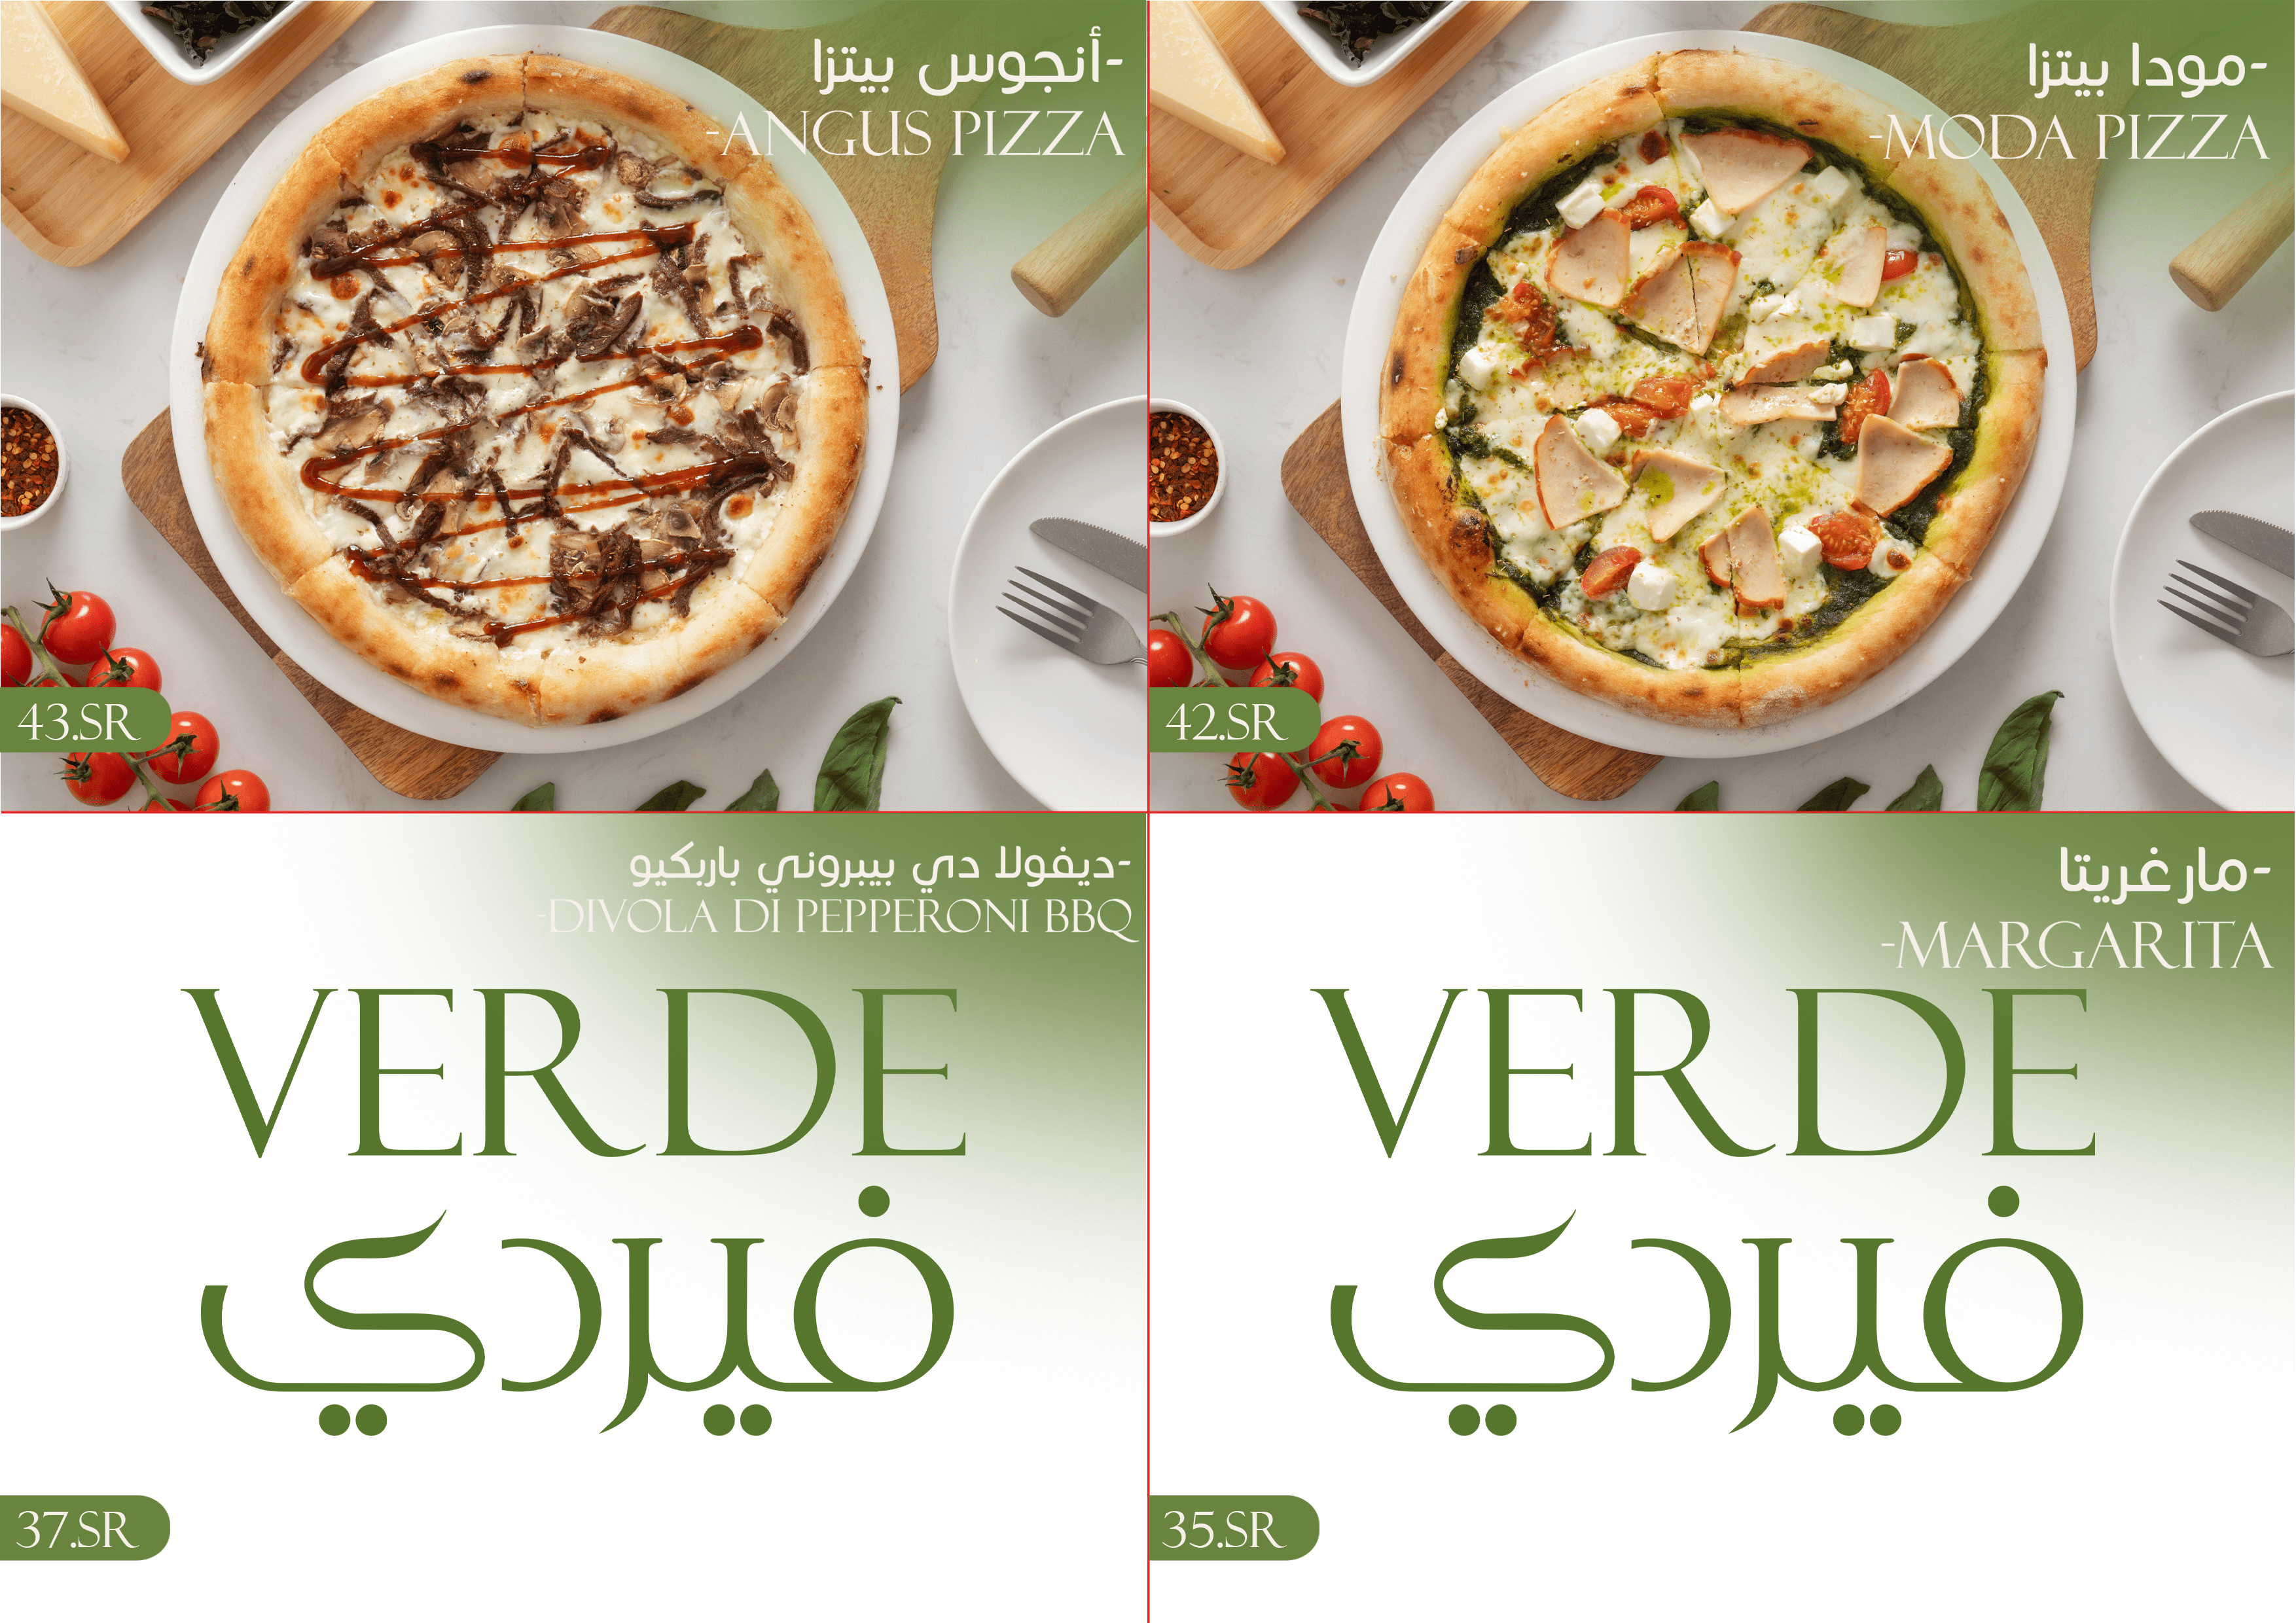 -أنجوس بيتزا
-ANGUS PIZZA
43.SR
-مودا بيتزا
-MODA PIZZA
42.SR
-ديفولا دي بيبروني باربكيو
-DIVOLA DI PEPPERONI BBQ
VERDE
فيردي
37.SR
-مارغريتا
-MARGARITA
VERDE
فيردي
35.SR